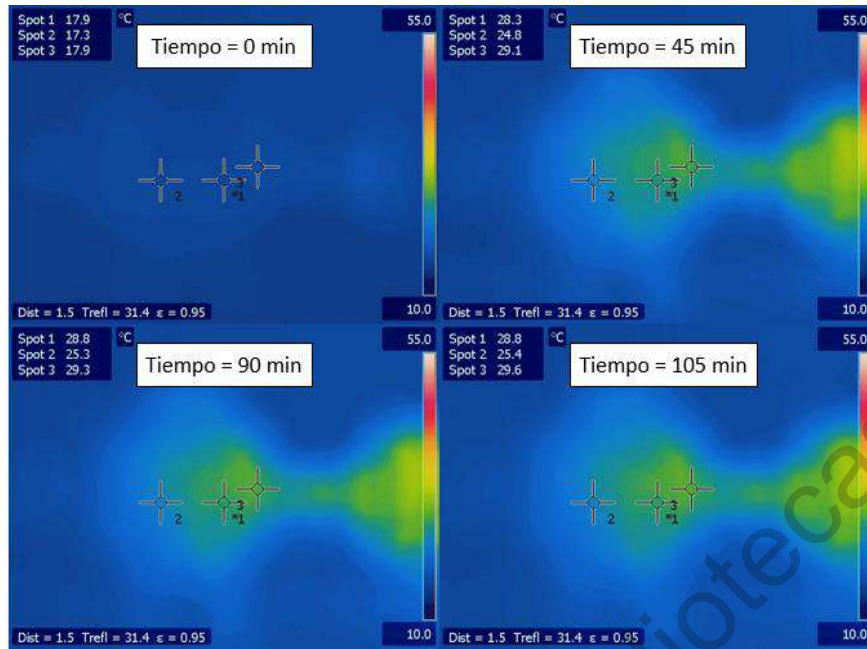 Spot 1 17.9 °C
Spot 2 17.3
Spot 3 17.9
Tiempo = 0 min
55.0
2
3
*1
Dist = 1.5 Trefl = 31.4 ε = 0.95
10.0
Spot 1 28.3 °C
Spot 2 24.8
Spot 3 29.1
Tiempo = 45 min
55.0
2
3
*1
Dist = 1.5 Trefl = 31.4 ε = 0.95
10.0
Spot 1 28.8 °C
Spot 2 25.3
Spot 3 29.3
Tiempo = 90 min
55.0
2
3
*1
Dist = 1.5 Trefl = 31.4 ε = 0.95
10.0
Spot 1 28.8 °C
Spot 2 25.4
Spot 3 29.6
Tiempo = 105 min
55.0
2
3
*1
Dist = 1.5 Trefl = 31.4 ε = 0.95
10.0